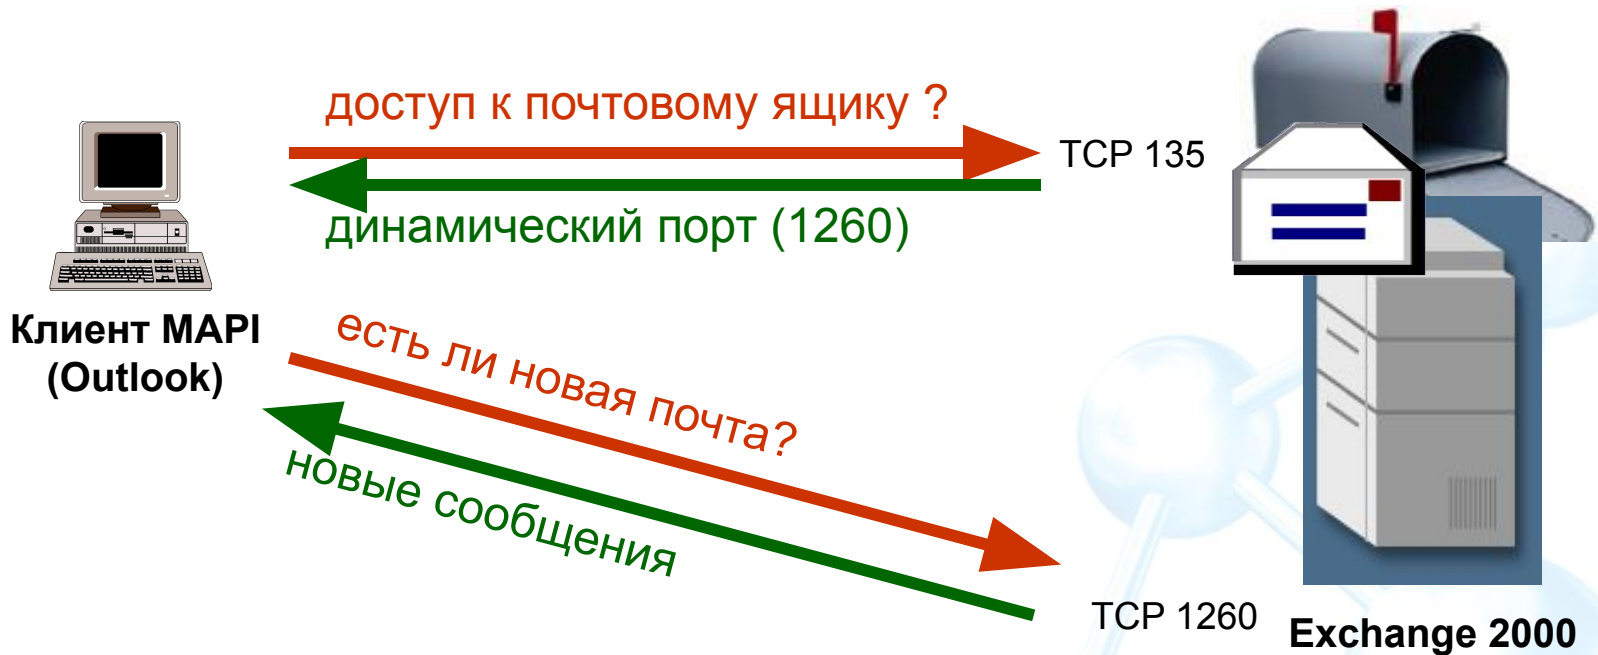 доступ к почтовому ящику ?
TCP 135
динамический порт (1260)
Клиент MAPI
(Outlook)
есть ли новая почта?
новые сообщения
TCP 1260
Exchange 2000